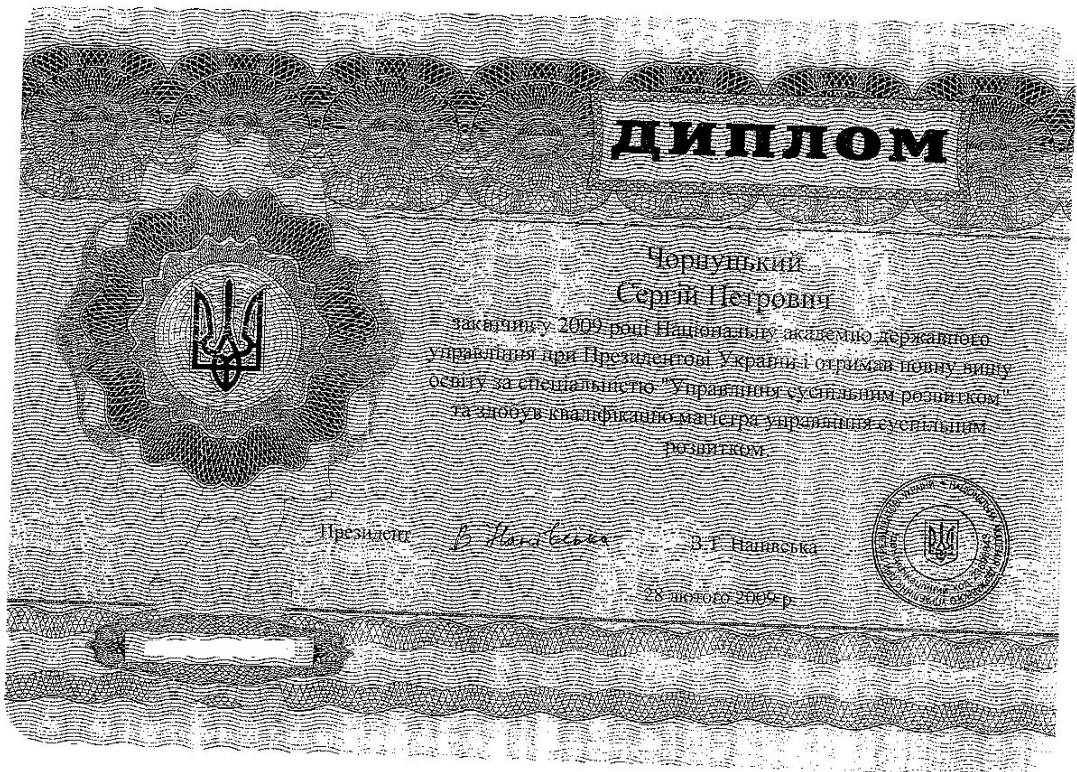 ДИПЛОМ
Чорнуцький
Сергій Петрович
закінчив у 2009 році Національну академію державного
управління при Президентові України і отримав повну вищу
освіту за спеціальністю "Управління суспільним розвитком"
та здобув кваліфікацію магістра управління суспільним
розвитком
Президент В Нанівська В.Г. Нанівська
28 лютого 2009 р.